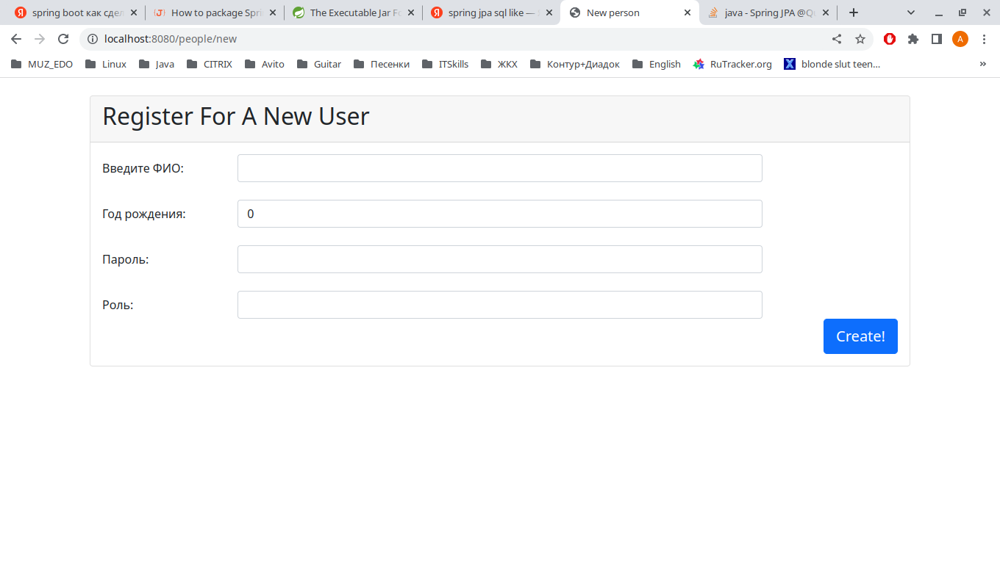 spring boot как сдел
How to package Spri
The Executable Jar Fo
spring jpa sql like —
New person
java - Spring JPA @Qu
localhost:8080/people/new
A
MUZ_EDO Linux Java CITRIX Avito Guitar Песенки ITSkills ЖКХ Контур+Диадок English RuTracker.org blonde slut teen... »
Register For A New User
Введите ФИО:
Год рождения: 0
Пароль:
Роль:
Create!